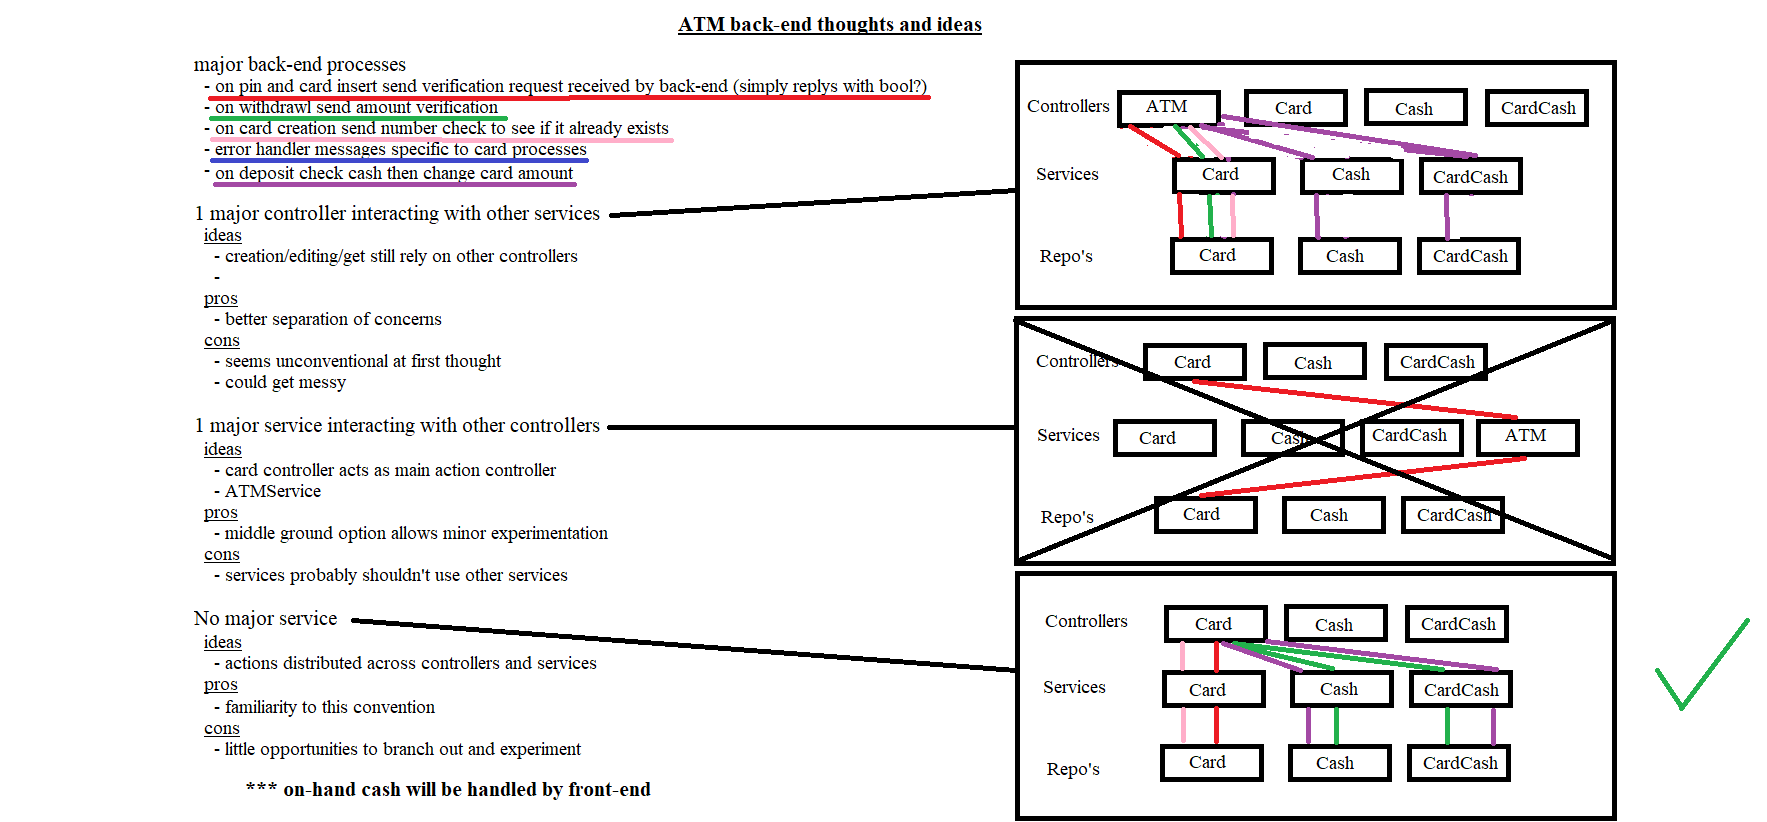 ATM back-end thoughts and ideas
major back-end processes
- on pin and card insert send verification request received by back-end (simply replys with bool?)
- on withdrawl send amount verification
- on card creation send number check to see if it already exists
- error handler messages specific to card processes
- on deposit check cash then change card amount
1 major controller interacting with other services
ideas
- creation/editing/get still rely on other controllers
-
pros
- better separation of concerns
cons
- seems unconventional at first thought
- could get messy
1 major service interacting with other controllers
ideas
- card controller acts as main action controller
- ATMService
pros
- middle ground option allows minor experimentation
cons
- services probably shouldn't use other services
No major service
ideas
- actions distributed across controllers and services
pros
- familiarity to this convention
cons
- little opportunities to branch out and experiment
*** on-hand cash will be handled by front-end
Controllers ATM Card Cash CardCash
Services Card Cash CardCash
Repo's Card Cash CardCash
Controllers Card Cash CardCash
Services Card Cash CardCash ATM
Repo's Card Cash CardCash
Controllers Card Cash CardCash
Services Card Cash CardCash
Repo's Card Cash CardCash